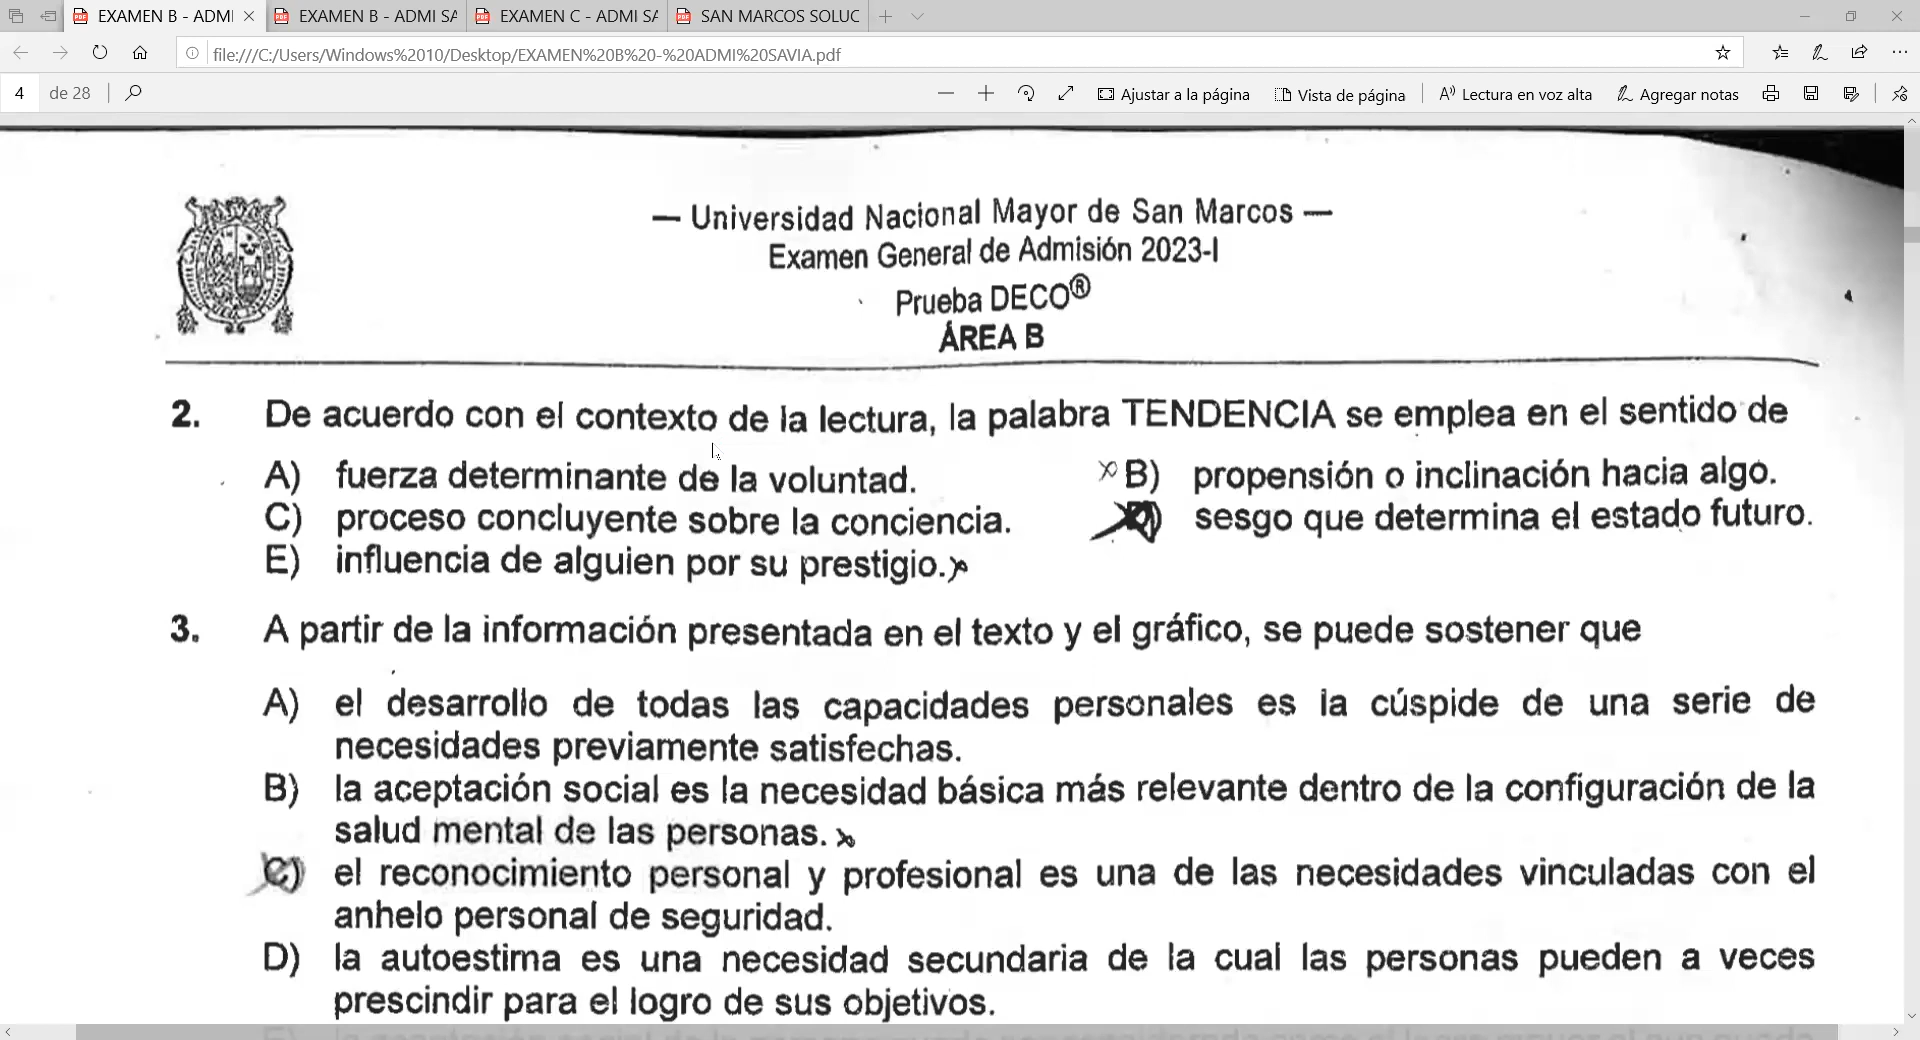 EXAMEN B - ADMI
EXAMEN B - ADMI SA
EXAMEN C - ADMI SA
SAN MARCOS SOLUC
file:///C:/Users/Windows%2010/Desktop/EXAMEN%20B%20-%20ADMI%20SAVIA.pdf
4 de 28
Ajustar a la página
Vista de página
Lectura en voz alta
Agregar notas
— Universidad Nacional Mayor de San Marcos —
Examen General de Admisión 2023-I
Prueba DECO®
ÁREA B
2. De acuerdo con el contexto de la lectura, la palabra TENDENCIA se emplea en el sentido de
A) fuerza determinante de la voluntad.
B) propensión o inclinación hacia algo.
C) proceso concluyente sobre la conciencia.
sesgo que determina el estado futuro.
E) influencia de alguien por su prestigio.
3. A partir de la información presentada en el texto y el gráfico, se puede sostener que
A) el desarrollo de todas las capacidades personales es la cúspide de una serie de
necesidades previamente satisfechas.
B) la aceptación social es la necesidad básica más relevante dentro de la configuración de la
salud mental de las personas.
C) el reconocimiento personal y profesional es una de las necesidades vinculadas con el
anhelo personal de seguridad.
D) la autoestima es una necesidad secundaria de la cual las personas pueden a veces
prescindir para el logro de sus objetivos.